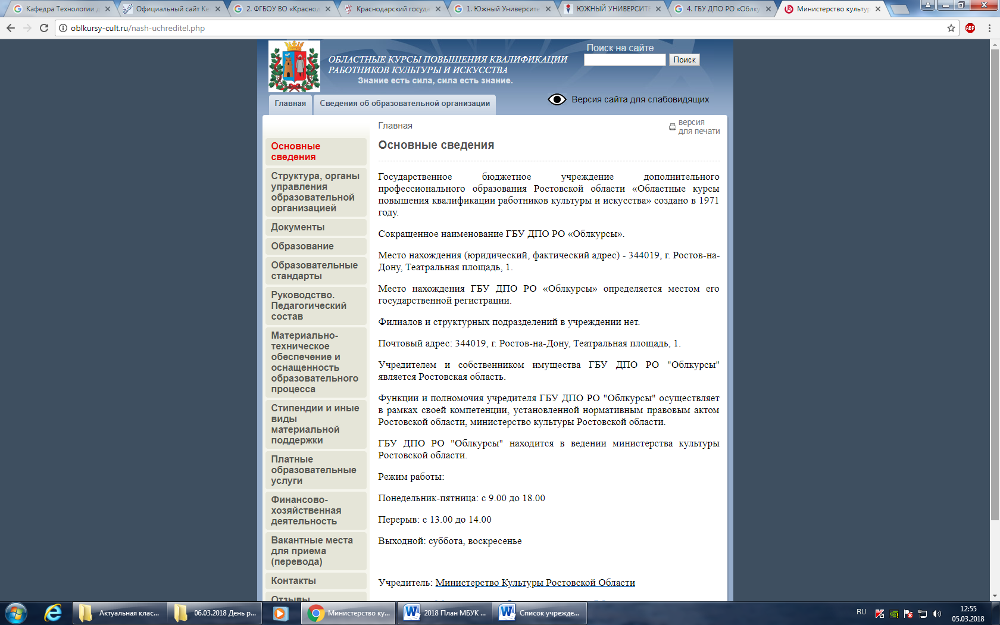 Кафедра Технологии д
Официальный сайт Ке
2. ФГБОУ ВО «Краснод
Краснодарский госуда
1. Южный Университе
ЮЖНЫЙ УНИВЕРСИТЕ
4. ГБУ ДПО РО «Облку
Министерство культур
oblkursy-cult.ru/nash-uchreditel.php
ABP
ОБЛАСТНЫЕ КУРСЫ ПОВЫШЕНИЯ КВАЛИФИКАЦИИ
РАБОТНИКОВ КУЛЬТУРЫ И ИСКУССТВА
Знание есть сила, сила есть знание.
Поиск на сайте
Поиск
Версия сайта для слабовидящих
Главная
Сведения об образовательной организации
Основные
сведения
Структура, органы
управления
образовательной
организацией
Документы
Образование
Образовательные
стандарты
Руководство.
Педагогический
состав
Материально-
техническое
обеспечение и
оснащенность
образовательного
процесса
Стипендии и иные
виды
материальной
поддержки
Платные
образовательные
услуги
Финансово-
хозяйственная
деятельность
Вакантные места
для приема
(перевода)
Контакты
Отзывы
Главная
версия
для печати
Основные сведения
Государственное бюджетное учреждение дополнительного
профессионального образования Ростовской области «Областные курсы
повышения квалификации работников культуры и искусства» создано в 1971
году.
Сокращенное наименование ГБУ ДПО РО «Облкурсы».
Место нахождения (юридический, фактический адрес) - 344019, г. Ростов-на-
Дону, Театральная площадь, 1.
Место нахождения ГБУ ДПО РО «Облкурсы» определяется местом его
государственной регистрации.
Филиалов и структурных подразделений в учреждении нет.
Почтовый адрес: 344019, г. Ростов-на-Дону, Театральная площадь, 1.
Учредителем и собственником имущества ГБУ ДПО РО "Облкурсы"
является Ростовская область.
Функции и полномочия учредителя ГБУ ДПО РО "Облкурсы" осуществляет
в рамках своей компетенции, установленной нормативным правовым актом
Ростовской области, министерство культуры Ростовской области.
ГБУ ДПО РО "Облкурсы" находится в ведении министерства культуры
Ростовской области.
Режим работы:
Понедельник-пятница: с 9.00 до 18.00
Перерыв: с 13.00 до 14.00
Выходной: суббота, воскресенье
Учредитель: Министерство Культуры Ростовской Области
Актуальная клас...
06.03.2018 День р...
Министерство ку...
2018 План МБУК ...
Список учрежде...
RU
12:55
05.03.2018